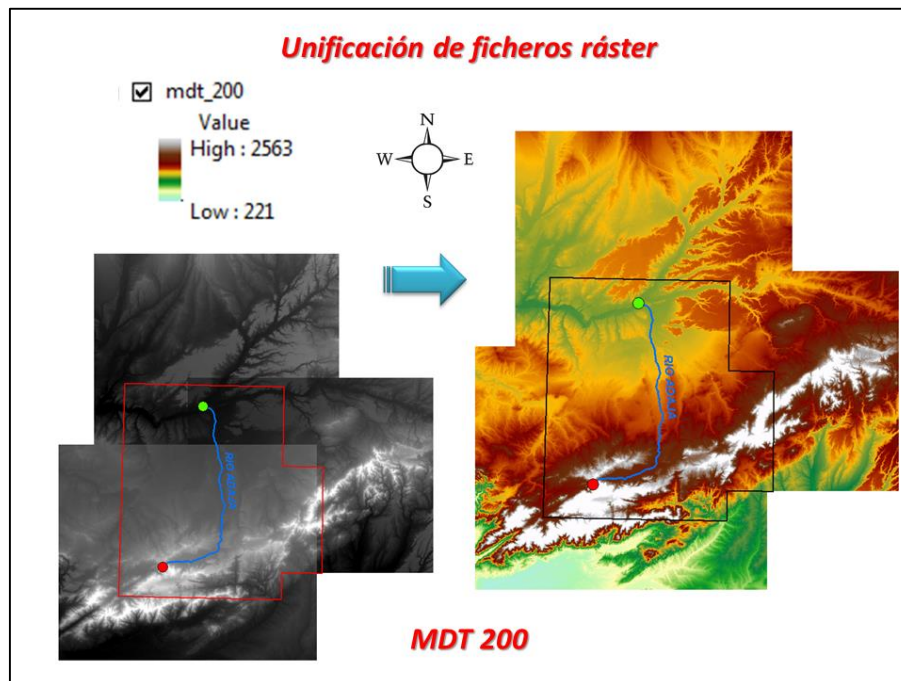 Unificación de ficheros ráster
mdt_200
Value
High : 2563
Low : 221
N
W E
S
RIO ADAJA
RIO ADAJA
MDT 200